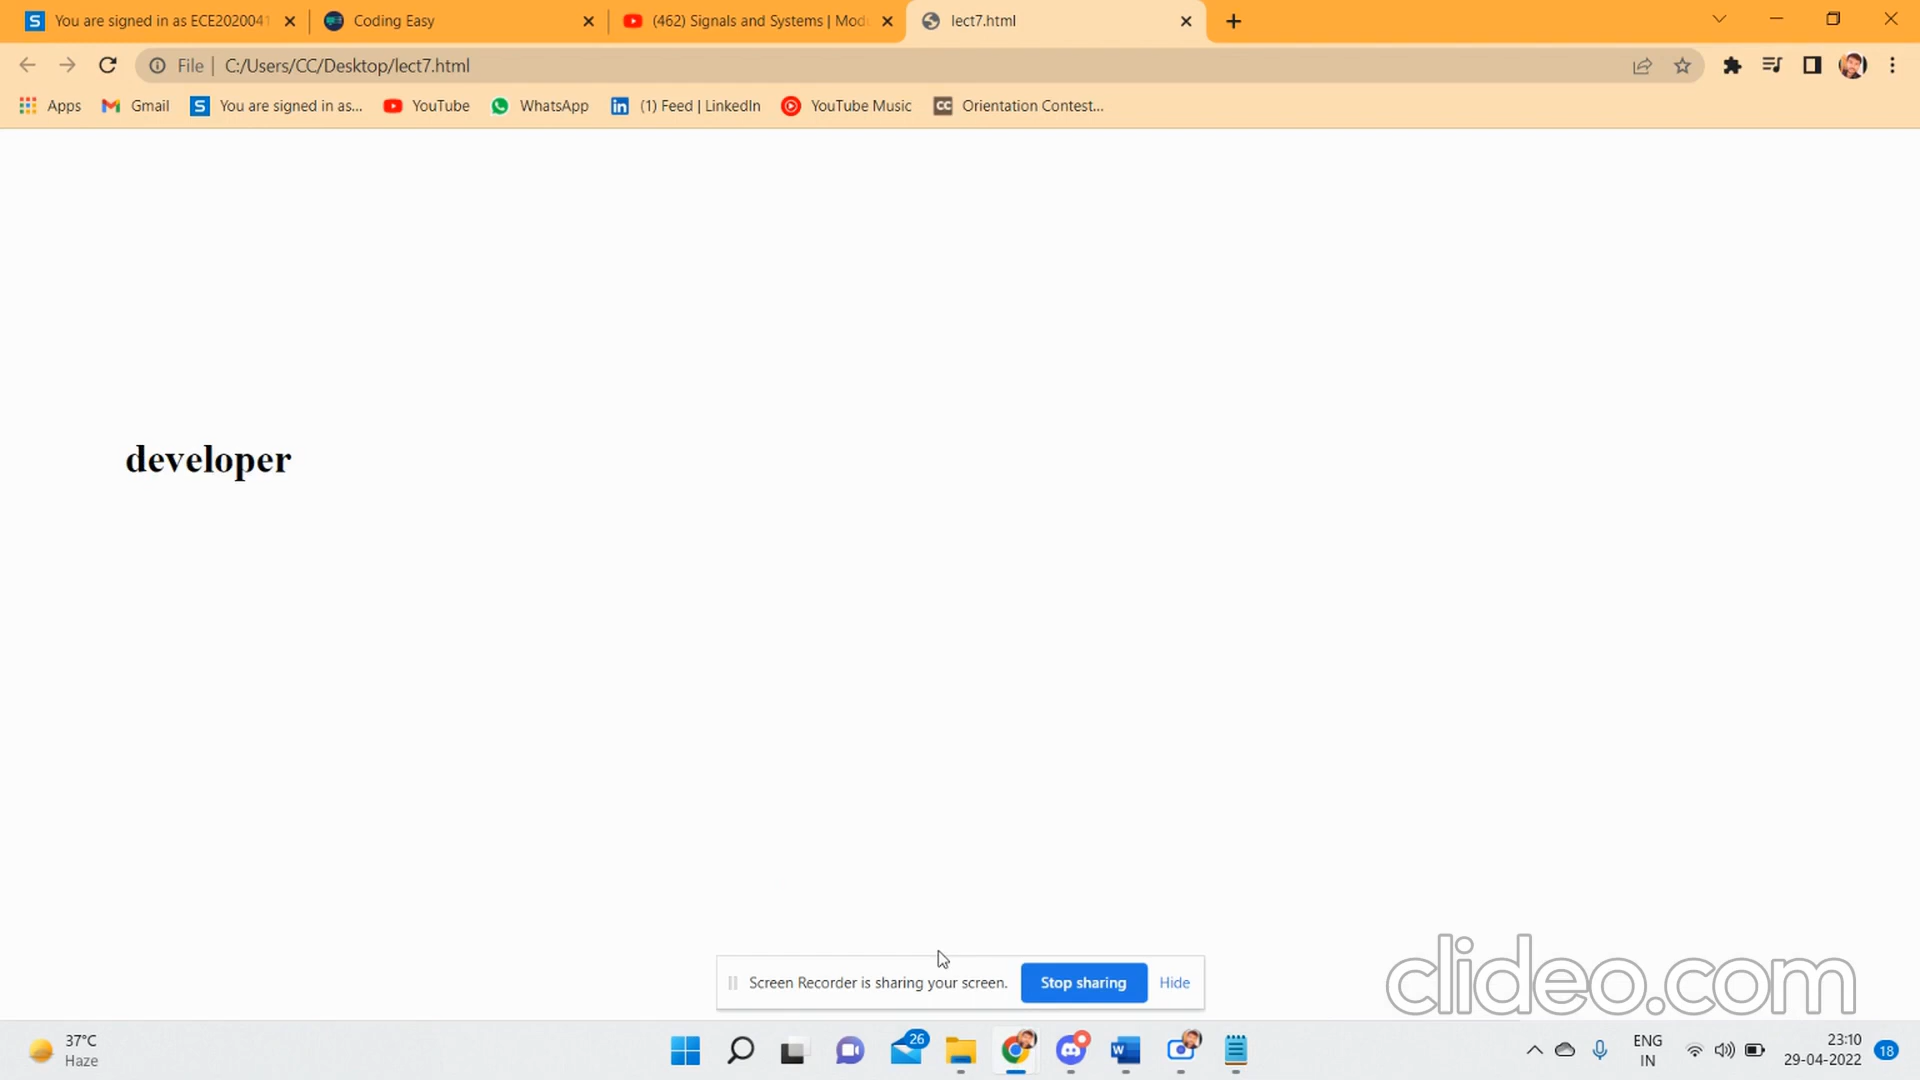 You are signed in as ECE2020041
Coding Easy
(462) Signals and Systems | Mod
lect7.html
File | C:/Users/CC/Desktop/lect7.html
Apps
Gmail
You are signed in as...
YouTube
WhatsApp
(1) Feed | LinkedIn
YouTube Music
CC
Orientation Contest...
developer
Screen Recorder is sharing your screen.
Stop sharing
Hide
clideo.com
37°C
Haze
26
ENG
IN
23:10
29-04-2022
18